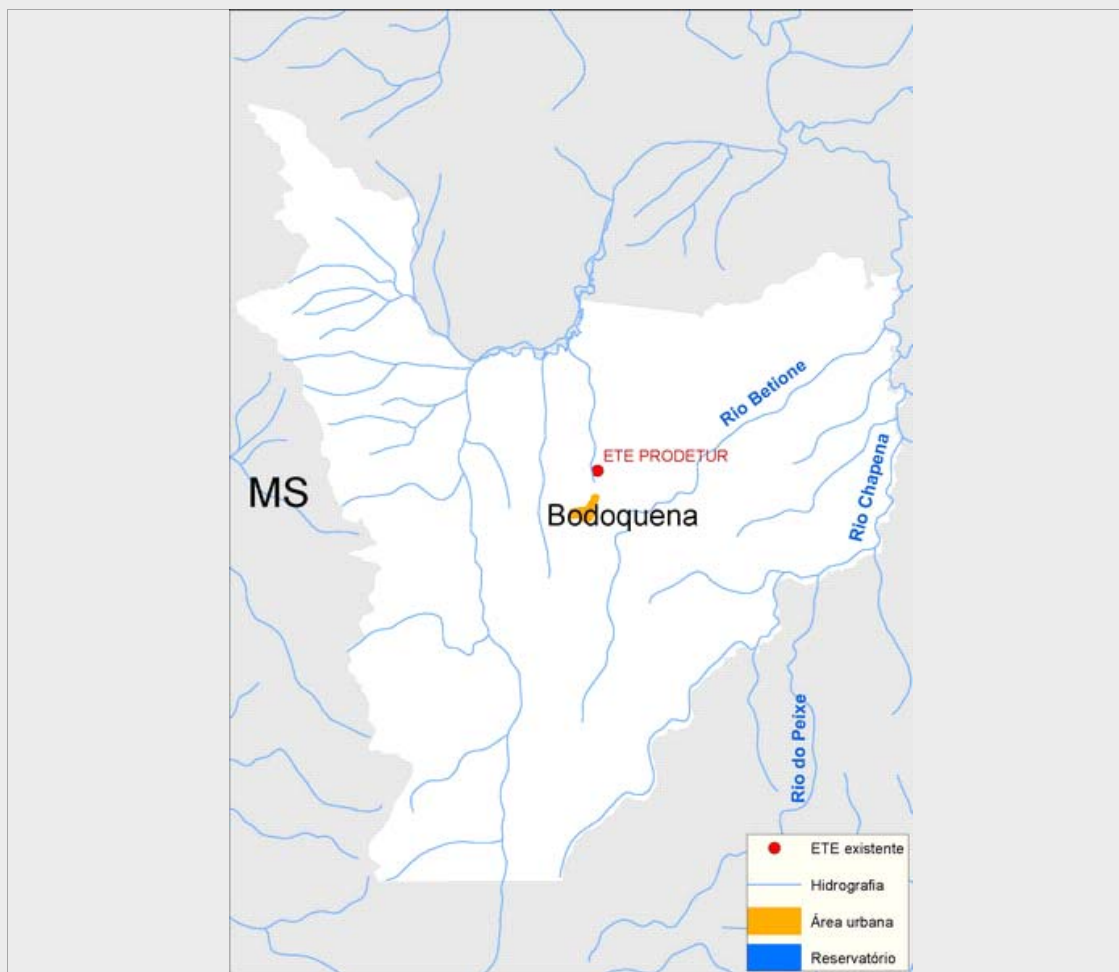 Rio Betione
ETE PRODETUR
Rio Chapena
MS
Bodoquena
Rio do Peixe
ETE existente
Hidrografia
Área urbana
Reservatório